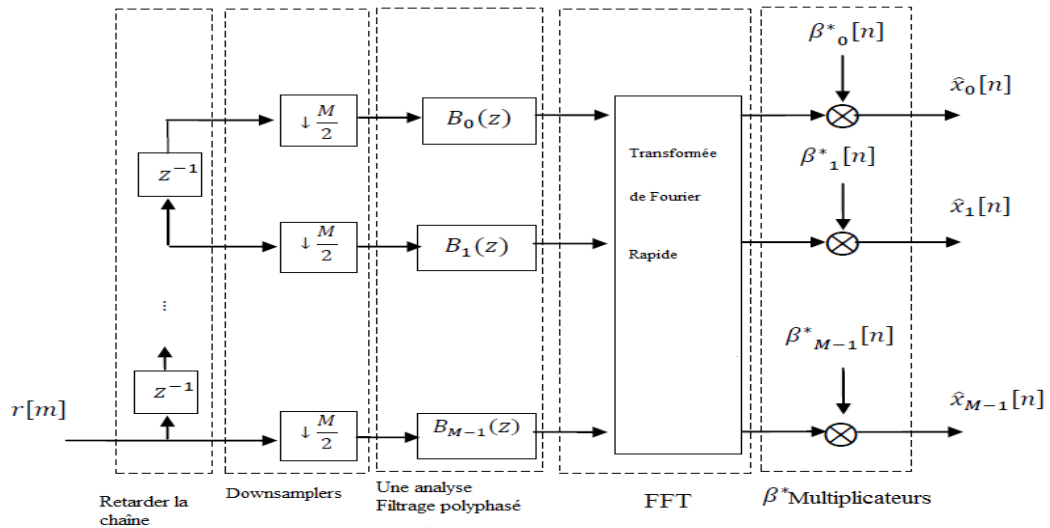 β*₀[n]
x̂₀[n]
↓ M/2
B₀(z)
z⁻¹
Transformée
de Fourier
Rapide
β*₁[n]
x̂₁[n]
↓ M/2
B₁(z)
...
β*_{M-1}[n]
z⁻¹
r[m]
x̂_{M-1}[n]
↓ M/2
B_{M-1}(z)
Retarder la
chaîne
Downsamplers
Une analyse
Filtrage polyphasé
FFT
β*Multiplicateurs